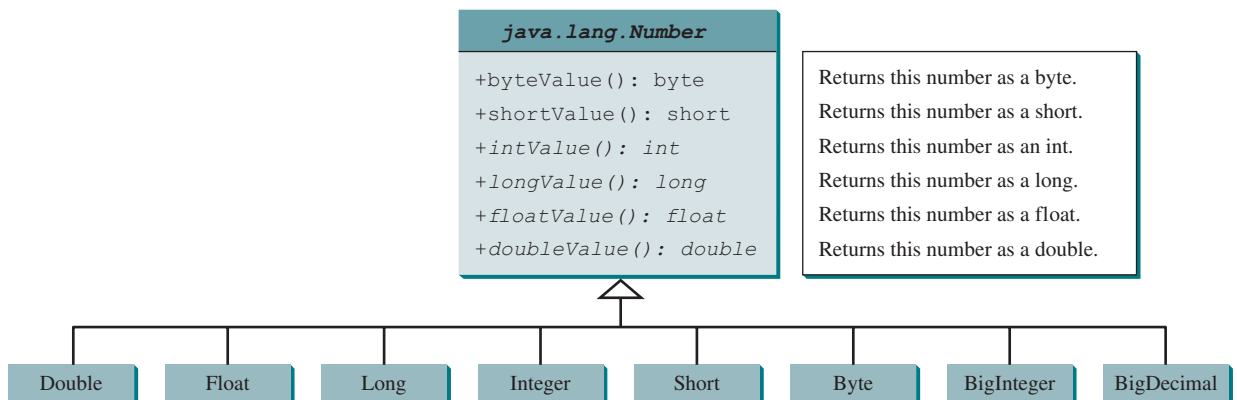 java.lang.Number
+byteValue(): byte
+shortValue(): short
+intValue(): int
+longValue(): long
+floatValue(): float
+doubleValue(): double
Returns this number as a byte.
Returns this number as a short.
Returns this number as an int.
Returns this number as a long.
Returns this number as a float.
Returns this number as a double.
Double
Float
Long
Integer
Short
Byte
BigInteger
BigDecimal